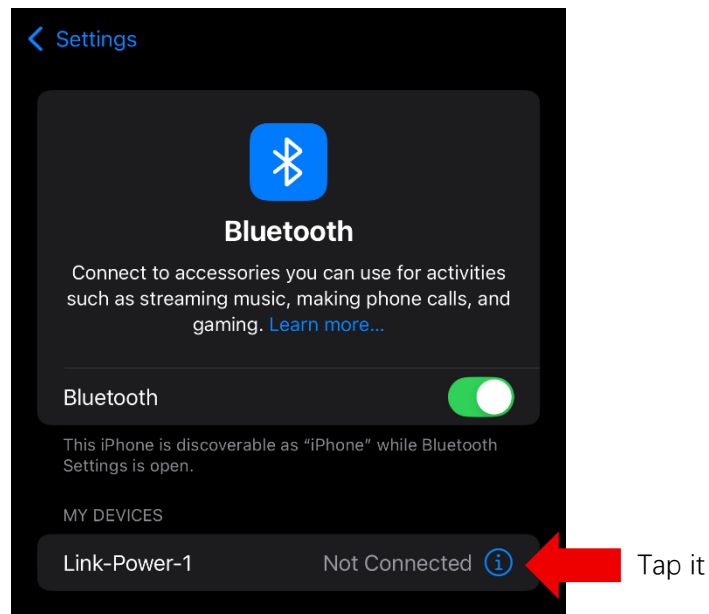 Settings
Bluetooth
Connect to accessories you can use for activities
such as streaming music, making phone calls, and
gaming. Learn more...
Bluetooth
This iPhone is discoverable as “iPhone” while Bluetooth
Settings is open.
MY DEVICES
Link-Power-1 Not Connected
Tap it